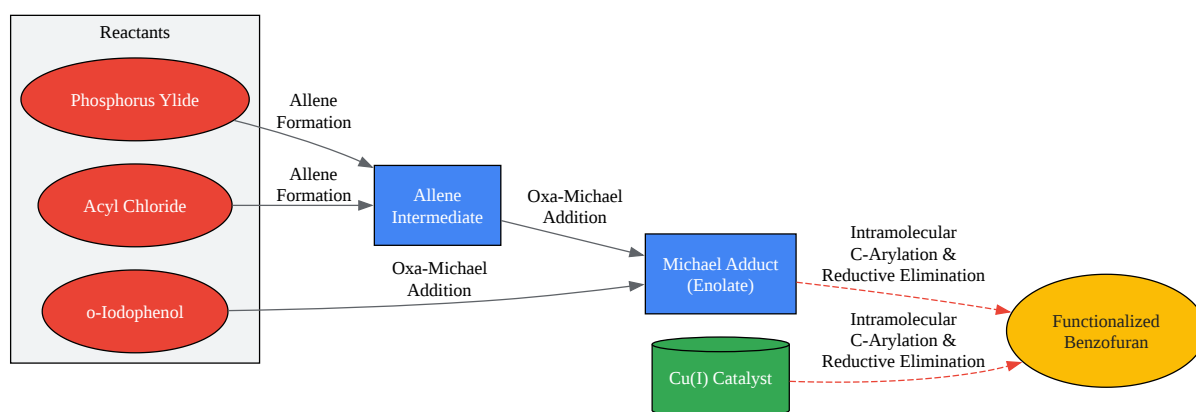 Reactants
Phosphorus Ylide
Allene
Formation
Acyl Chloride
Allene
Formation
Allene
Intermediate
Oxa-Michael
Addition
o-Iodophenol
Oxa-Michael
Addition
Michael Adduct
(Enolate)
Intramolecular
C-Arylation &
Reductive Elimination
Cu(I) Catalyst
Intramolecular
C-Arylation &
Reductive Elimination
Functionalized
Benzofuran